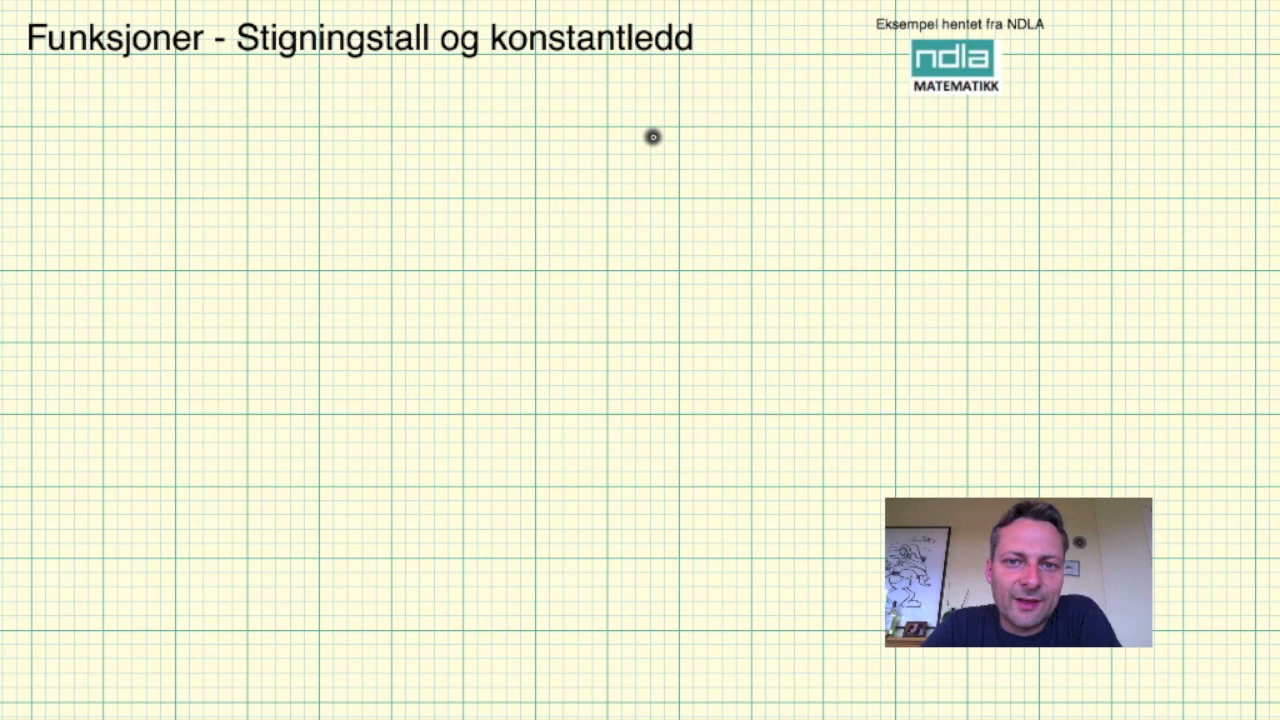 Funksjoner - Stigningstall og konstantledd
Eksempel hentet fra NDLA
ndla
MATEMATIKK